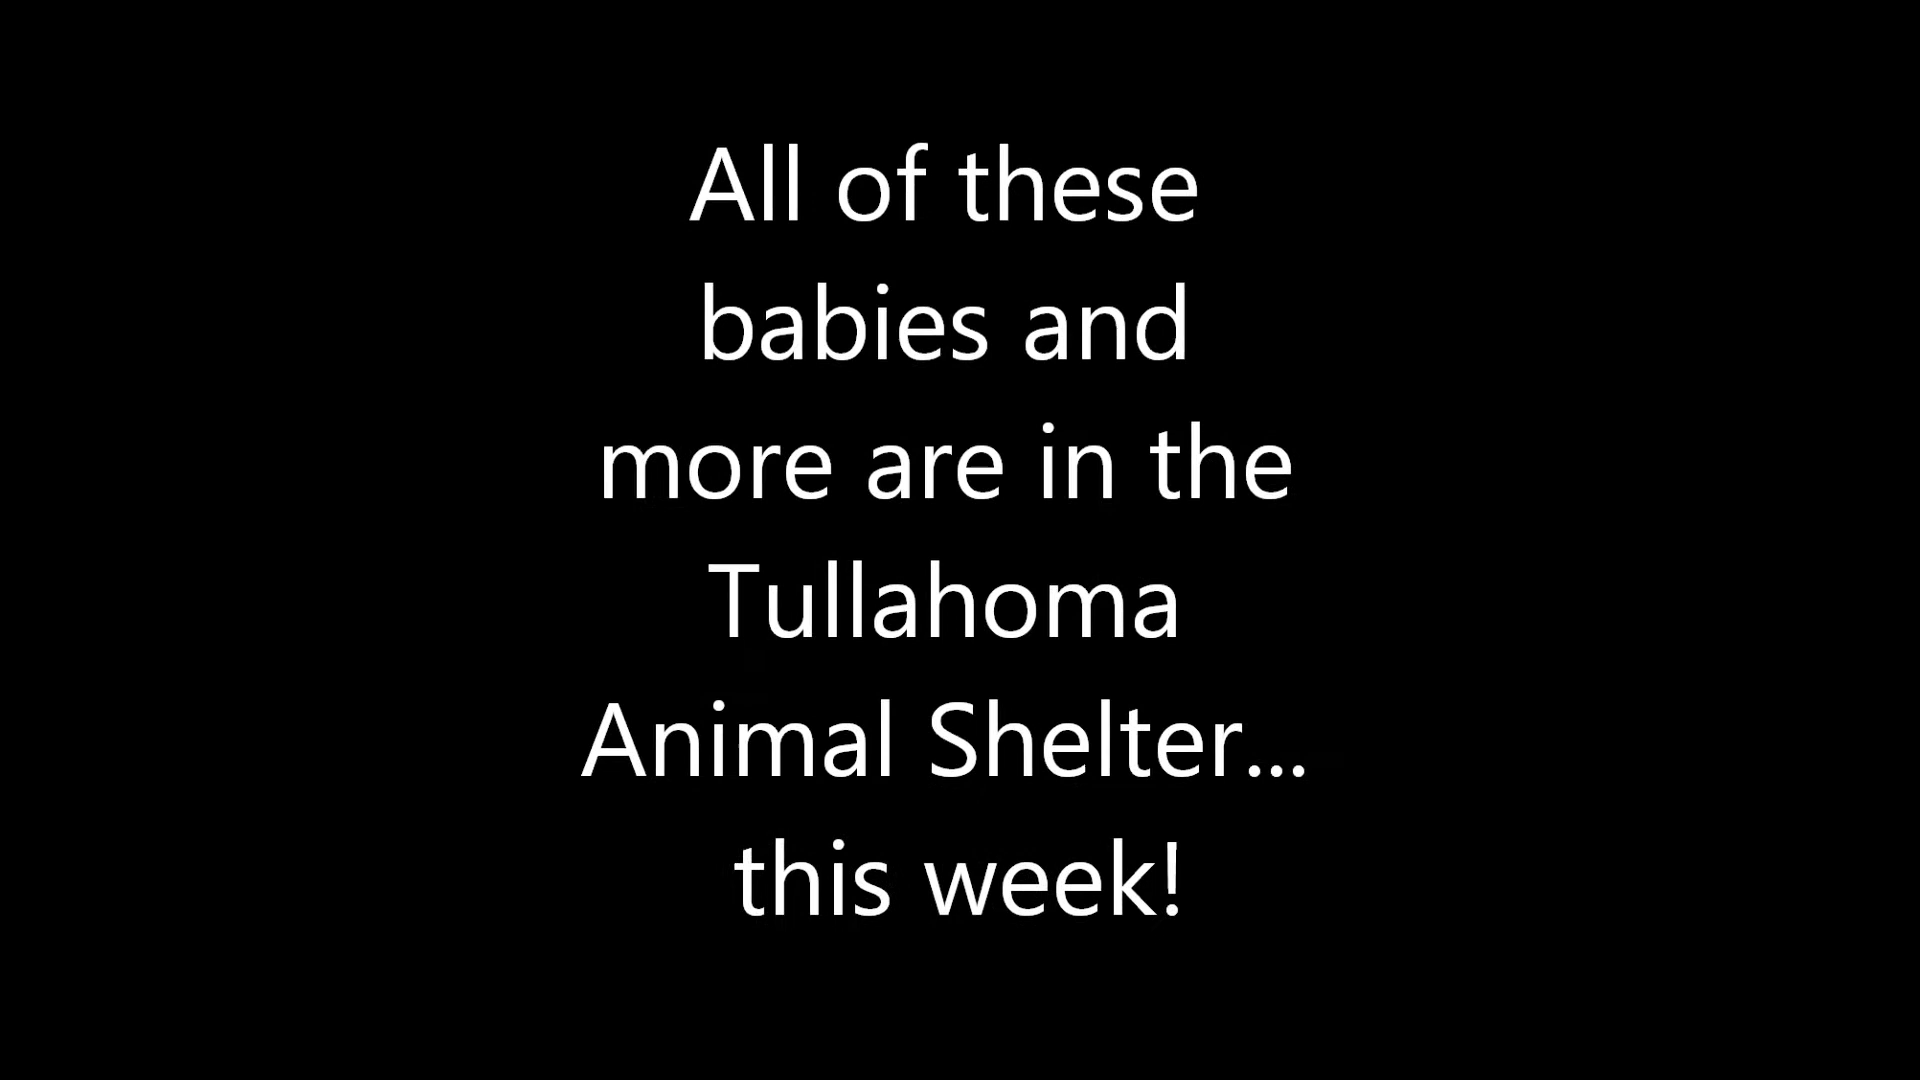 All of these
babies and
more are in the
Tullahoma
Animal Shelter...
this week!